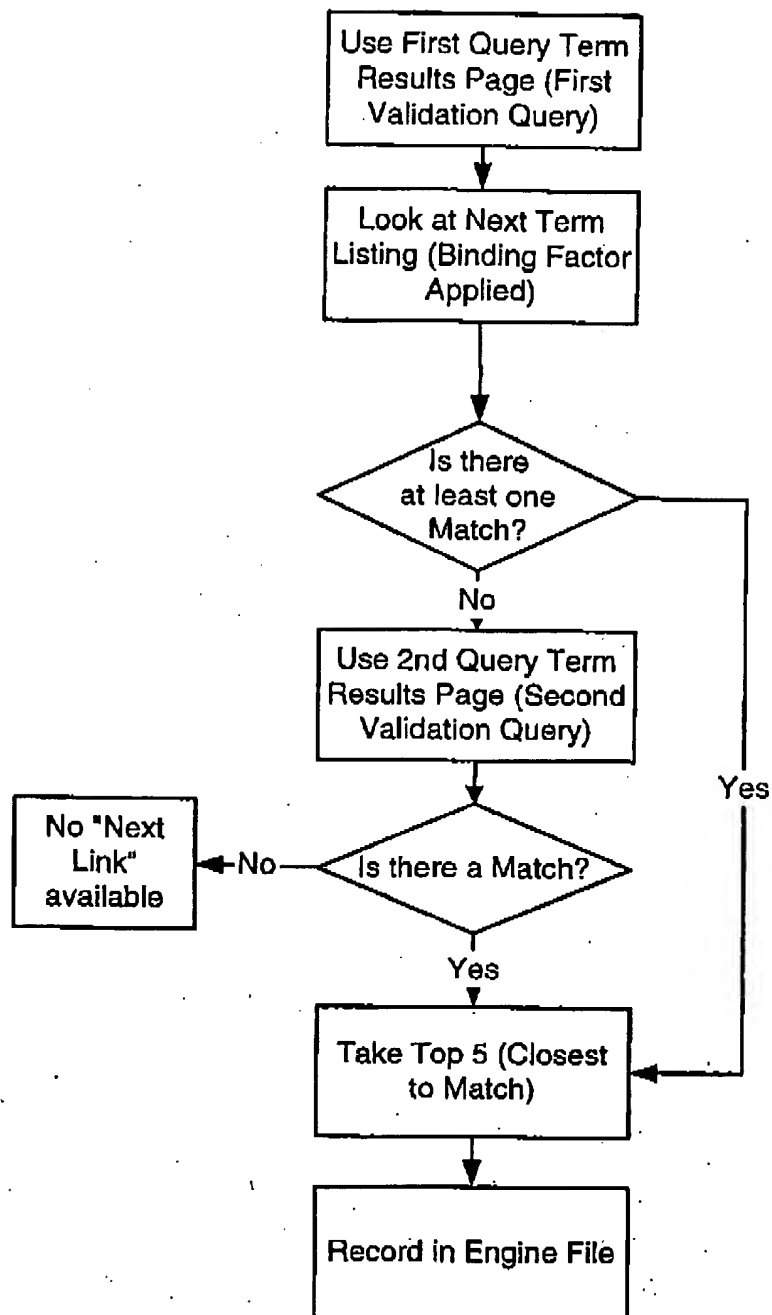 Use First Query Term
Results Page (First
Validation Query)
Look at Next Term
Listing (Binding Factor
Applied)
Is there
at least one
Match?
No
Use 2nd Query Term
Results Page (Second
Validation Query)
Yes
No "Next
Link"
available
No
Is there a Match?
Yes
Take Top 5 (Closest
to Match)
Record in Engine File